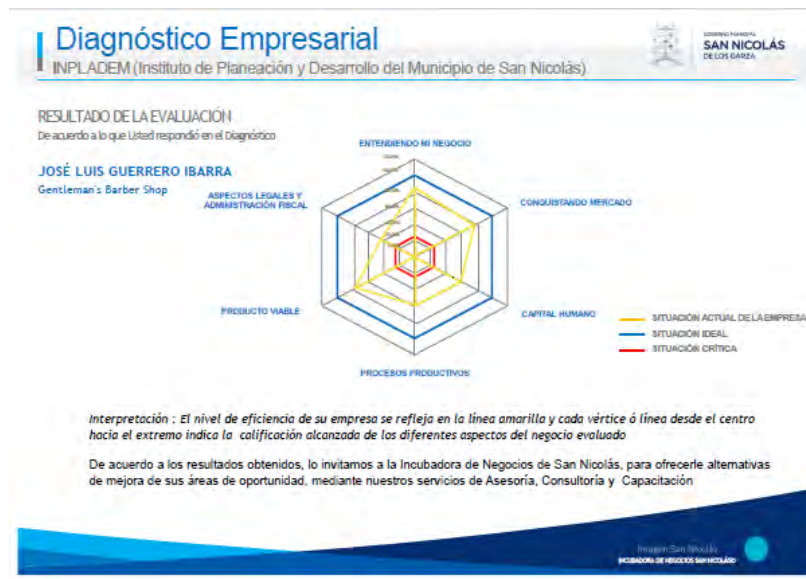 Diagnóstico Empresarial
INPLADEM (Instituto de Planeación y Desarrollo del Municipio de San Nicolás)
SAN NICOLÁS
DE LOS GARZA
RESULTADO DE LA EVALUACIÓN
De acuerdo a lo que Usted respondió en el Diagnóstico
JOSÉ LUIS GUERRERO IBARRA
Gentleman's Barber Shop
ENTENDIENDO MI NEGOCIO
ASPECTOS LEGALES Y
ADMINISTRACIÓN FISCAL
CONQUISTANDO MERCADO
PRODUCTO VIABLE
CAPITAL HUMANO
PROCESOS PRODUCTIVOS
SITUACIÓN ACTUAL DE LA EMPRESA
SITUACIÓN IDEAL
SITUACIÓN CRÍTICA
Interpretación : El nivel de eficiencia de su empresa se refleja en la línea amarilla y cada vértice ó línea desde el centro
hacia el extremo indica la calificación alcanzada de los diferentes aspectos del negocio evaluado
De acuerdo a los resultados obtenidos, lo invitamos a la Incubadora de Negocios de San Nicolás, para ofrecerle alternativas
de mejora de sus áreas de oportunidad, mediante nuestros servicios de Asesoría, Consultoría y Capacitación
San Nicolás
INCUBADORA DE NEGOCIOS SAN NICOLÁS